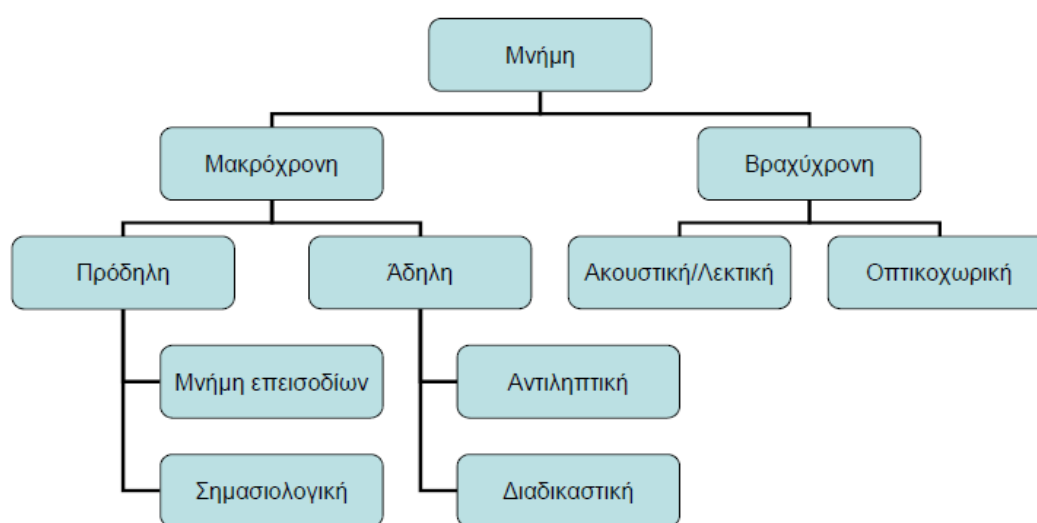 Μνήμη
Μακρόχρονη
Βραχύχρονη
Πρόδηλη
Άδηλη
Ακουστική/Λεκτική
Οπτικοχωρική
Μνήμη επεισοδίων
Αντιληπτική
Σημασιολογική
Διαδικαστική